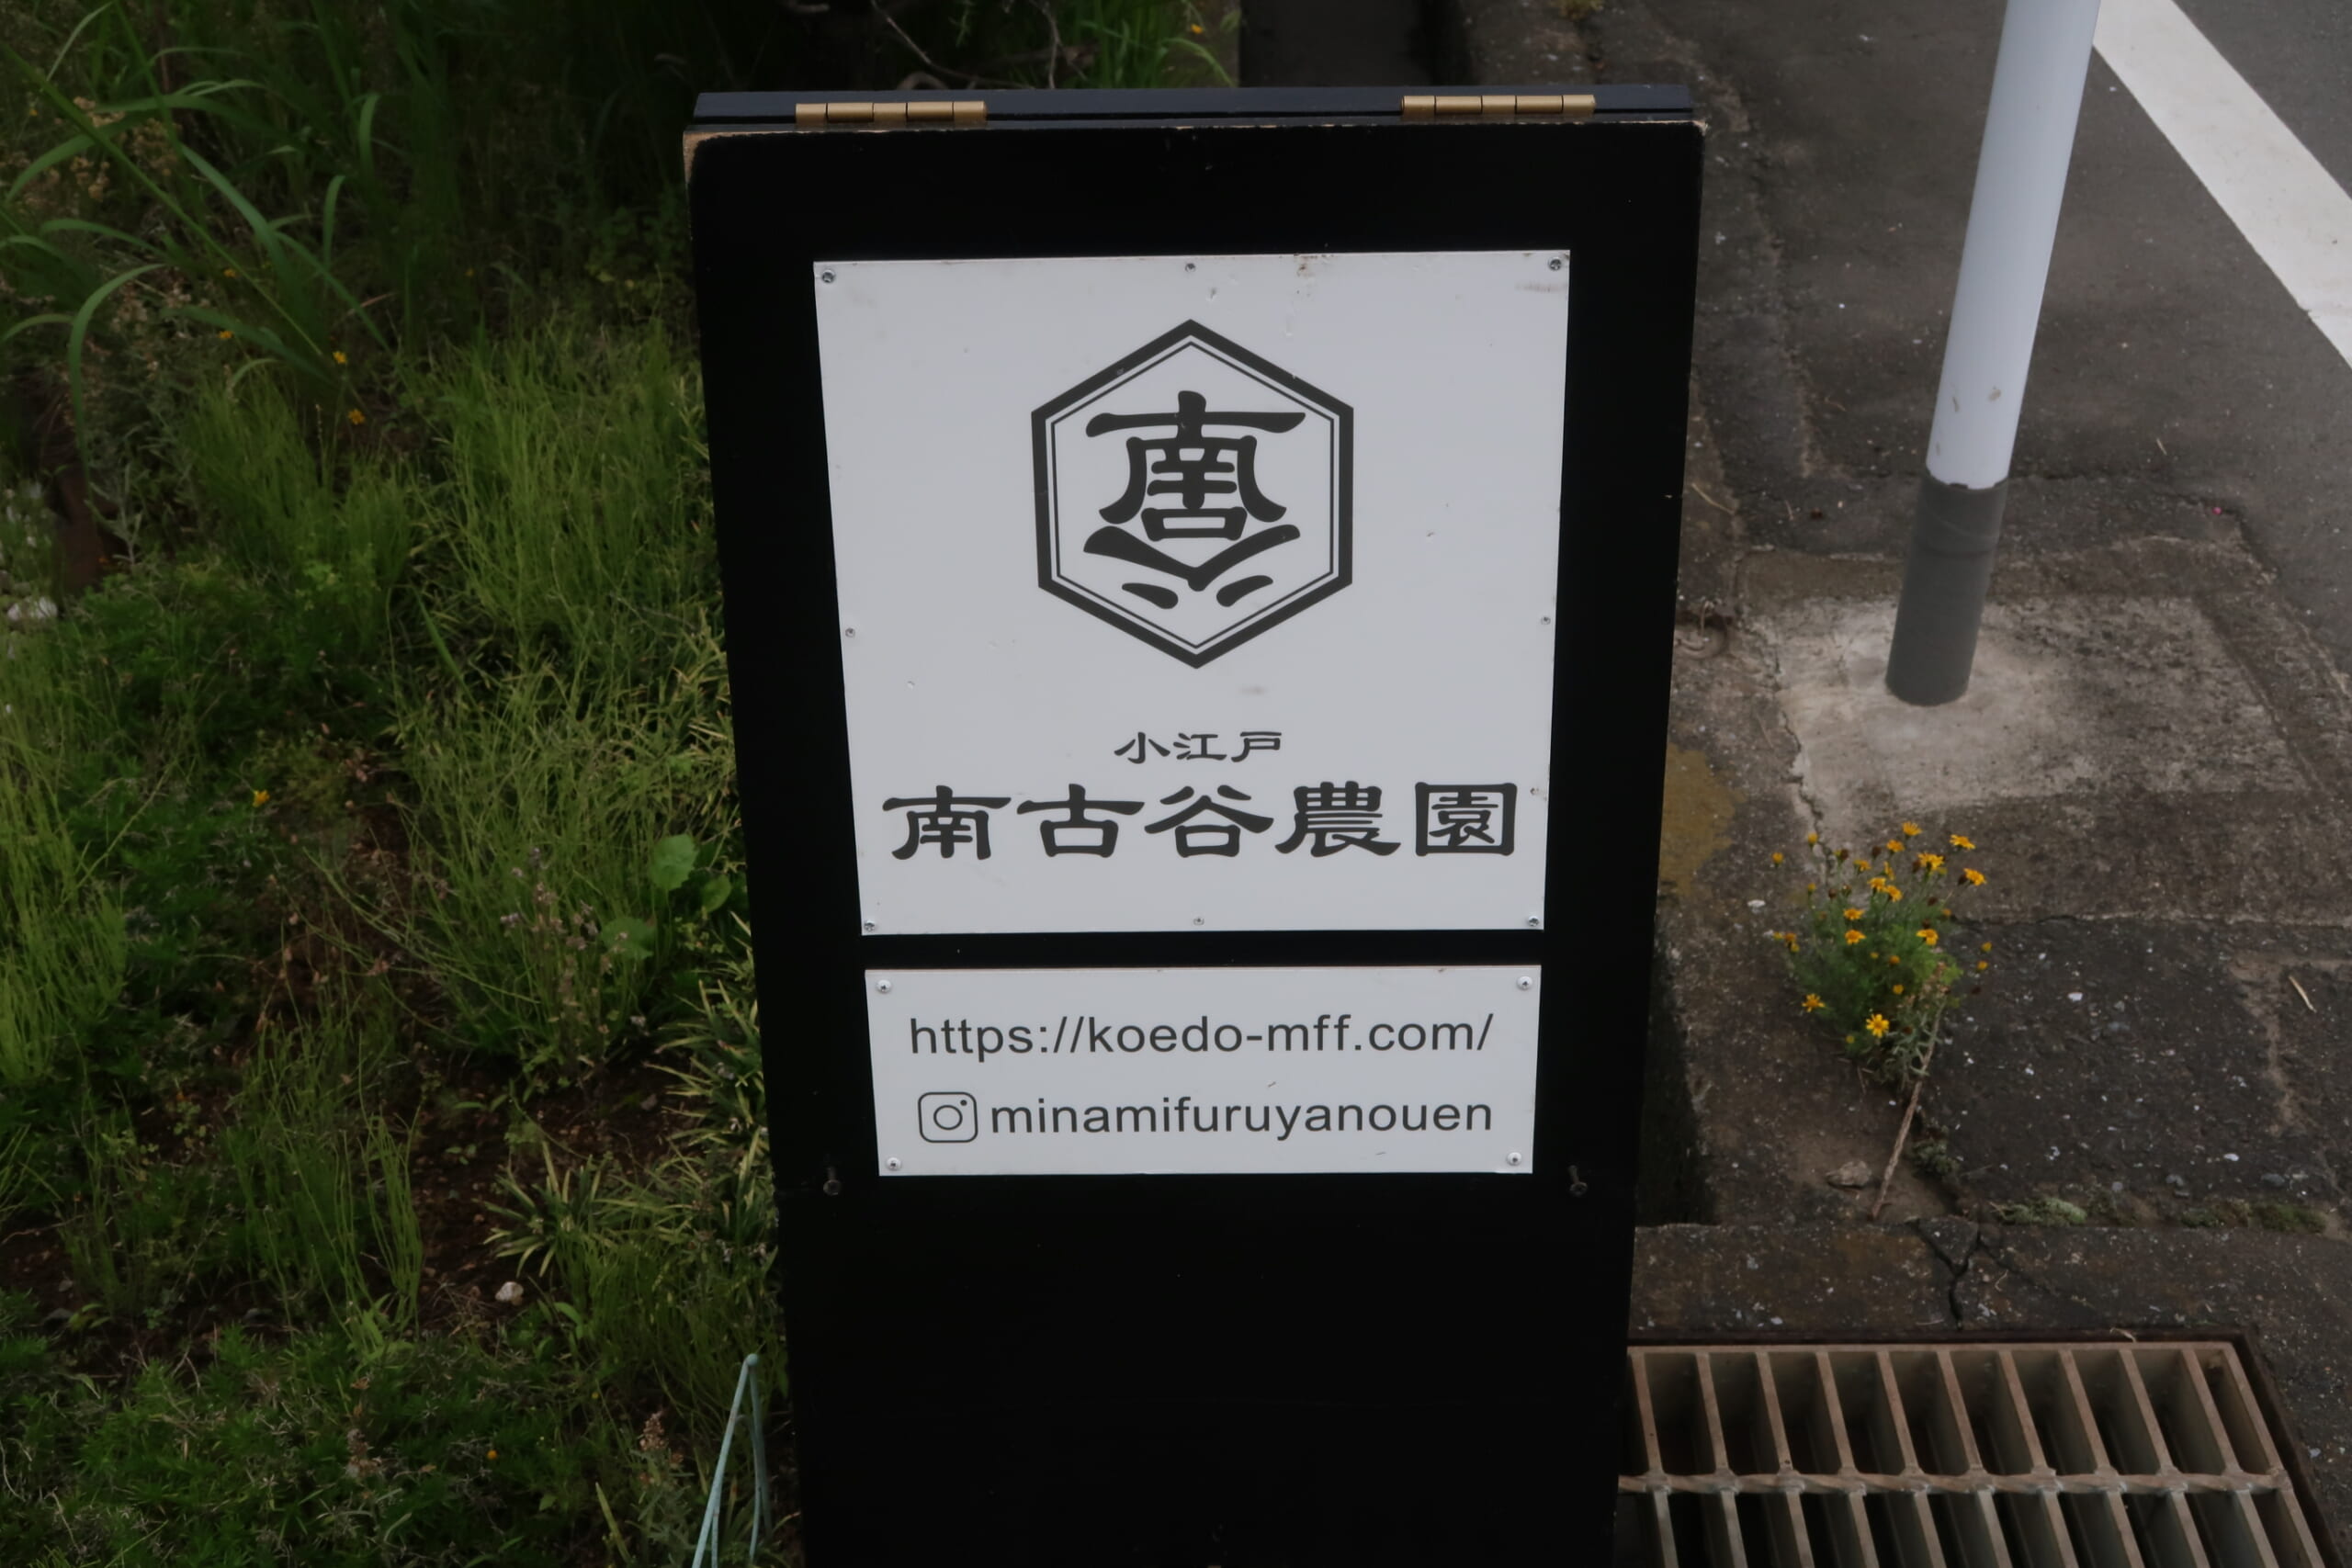 南
小江戸
南古谷農園
https://koedo-mff.com/
minamifuruyanouen